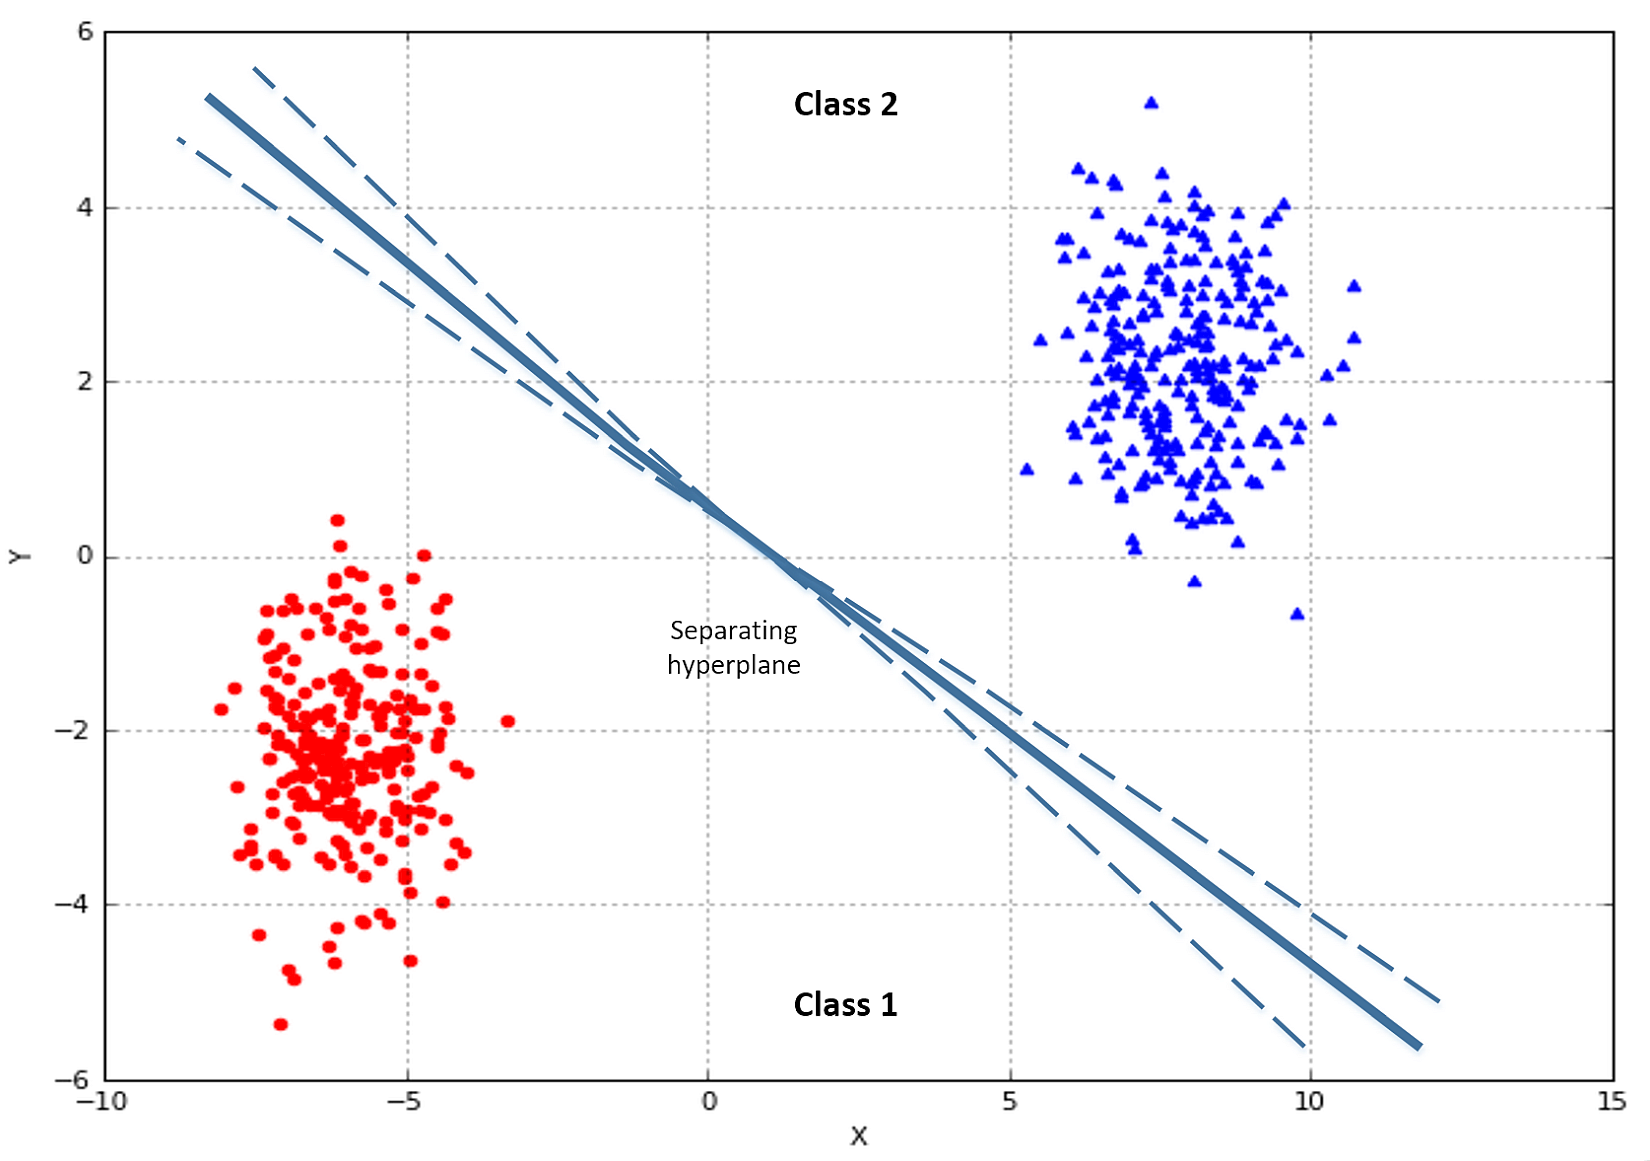 6
Class 2
4
2
0
Y
Separating
hyperplane
−2
−4
Class 1
−6
−10
−5
0
5
10
15
X